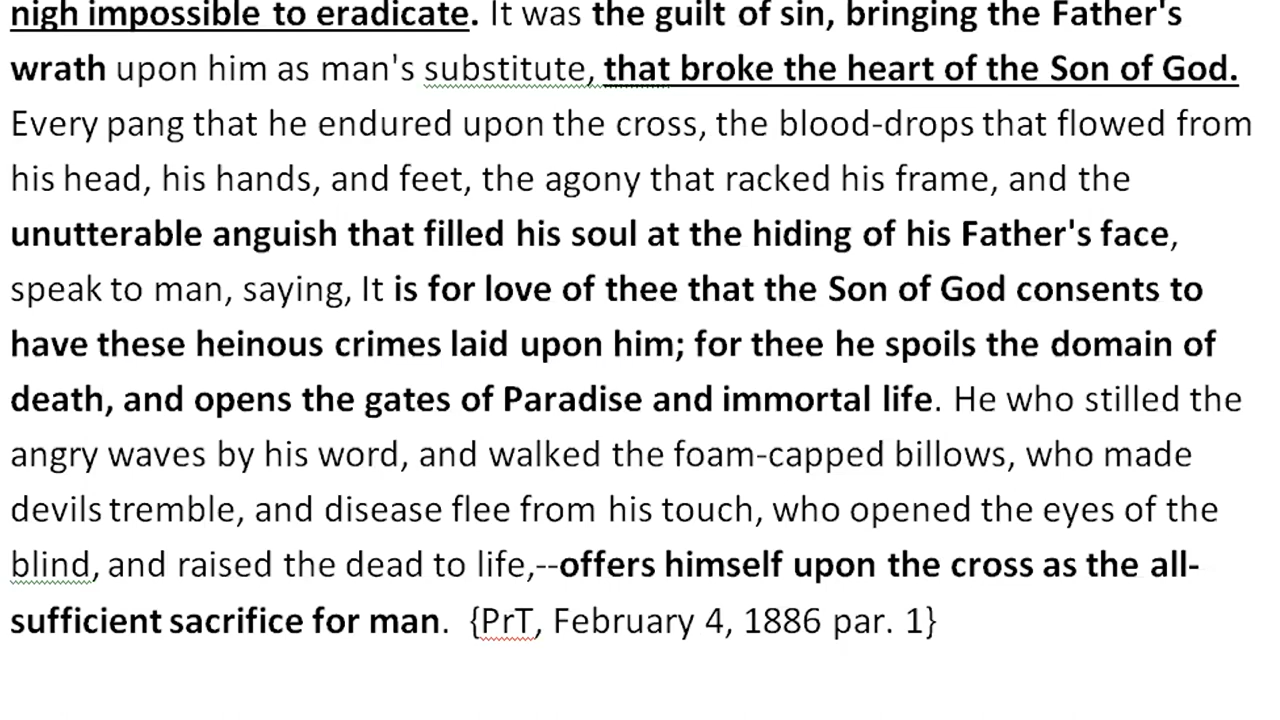 nigh impossible to eradicate. It was the guilt of sin, bringing the Father's
wrath upon him as man's substitute, that broke the heart of the Son of God.
Every pang that he endured upon the cross, the blood-drops that flowed from
his head, his hands, and feet, the agony that racked his frame, and the
unutterable anguish that filled his soul at the hiding of his Father's face,
speak to man, saying, It is for love of thee that the Son of God consents to
have these heinous crimes laid upon him; for thee he spoils the domain of
death, and opens the gates of Paradise and immortal life. He who stilled the
angry waves by his word, and walked the foam-capped billows, who made
devils tremble, and disease flee from his touch, who opened the eyes of the
blind, and raised the dead to life,--offers himself upon the cross as the all-
sufficient sacrifice for man. {PrT, February 4, 1886 par. 1}